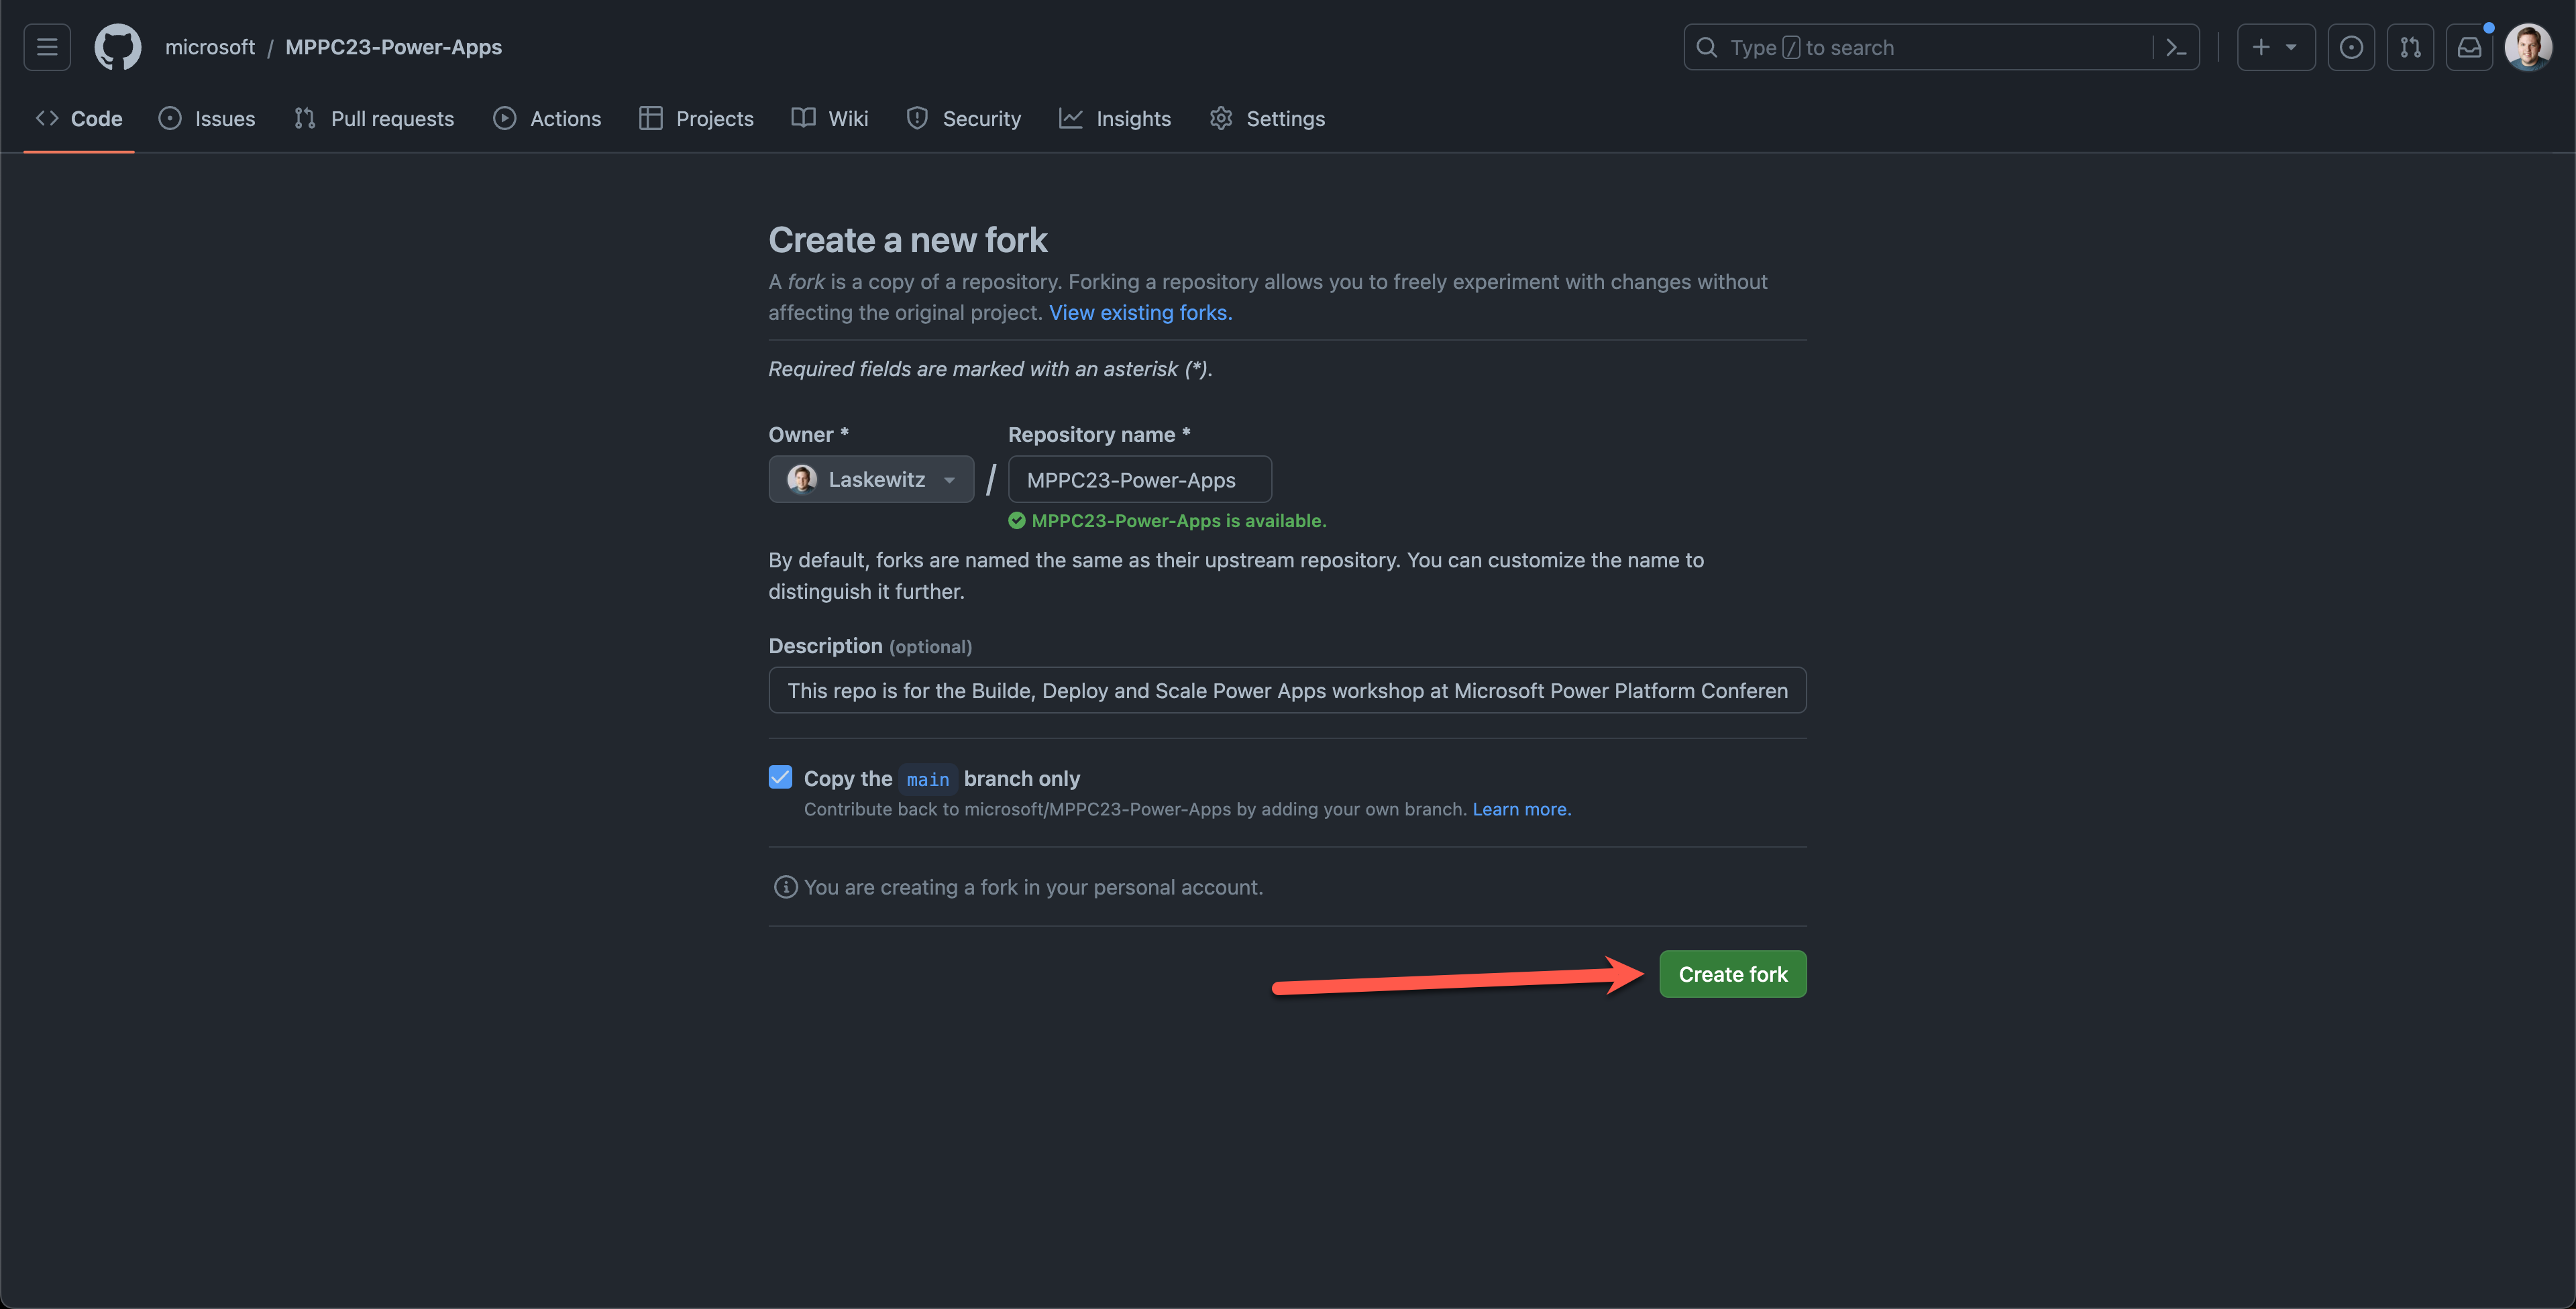 microsoft / MPPC23-Power-Apps
Type / to search
Code Issues Pull requests Actions Projects Wiki Security Insights Settings
Create a new fork
A fork is a copy of a repository. Forking a repository allows you to freely experiment with changes without
affecting the original project. View existing forks.
Required fields are marked with an asterisk (*).
Owner * Repository name *
Laskewitz / MPPC23-Power-Apps
MPPC23-Power-Apps is available.
By default, forks are named the same as their upstream repository. You can customize the name to
distinguish it further.
Description (optional)
This repo is for the Builde, Deploy and Scale Power Apps workshop at Microsoft Power Platform Conferen
Copy the main branch only
Contribute back to microsoft/MPPC23-Power-Apps by adding your own branch. Learn more.
You are creating a fork in your personal account.
Create fork